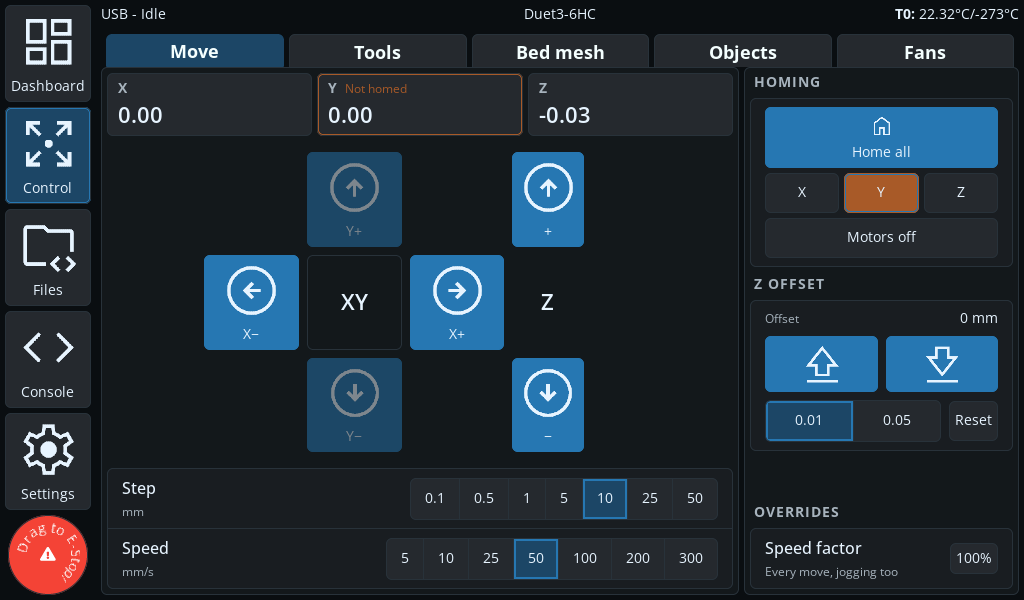 USB - Idle
Duet3-6HC
T0: 22.32°C/-273°C
Dashboard
Control
Files
Console
Settings
Drag to E-Stop!
Move
Tools
Bed mesh
Objects
Fans
X
0.00
Y Not homed
0.00
Z
-0.03
Y+
+
X−
XY
X+
Z
Y−
−
Step
mm
0.1 0.5 1 5 10 25 50
Speed
mm/s
5 10 25 50 100 200 300
HOMING
Home all
X Y Z
Motors off
Z OFFSET
Offset 0 mm
0.01 0.05 Reset
OVERRIDES
Speed factor
Every move, jogging too
100%